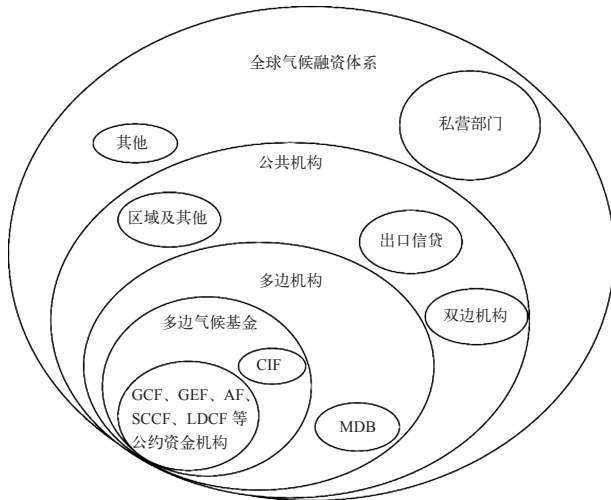 全球气候融资体系
私营部门
其他
公共机构
区域及其他
出口信贷
多边机构
双边机构
多边气候基金
CIF
GCF、GEF、AF、
SCCF、LDCF 等
公约资金机构
MDB